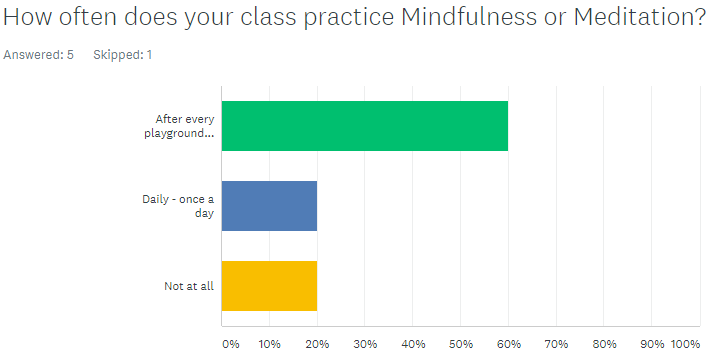 How often does your class practice Mindfulness or Meditation?
Answered: 5 Skipped: 1
After every
playground...
Daily - once a
day
Not at all
0% 10% 20% 30% 40% 50% 60% 70% 80% 90% 100%